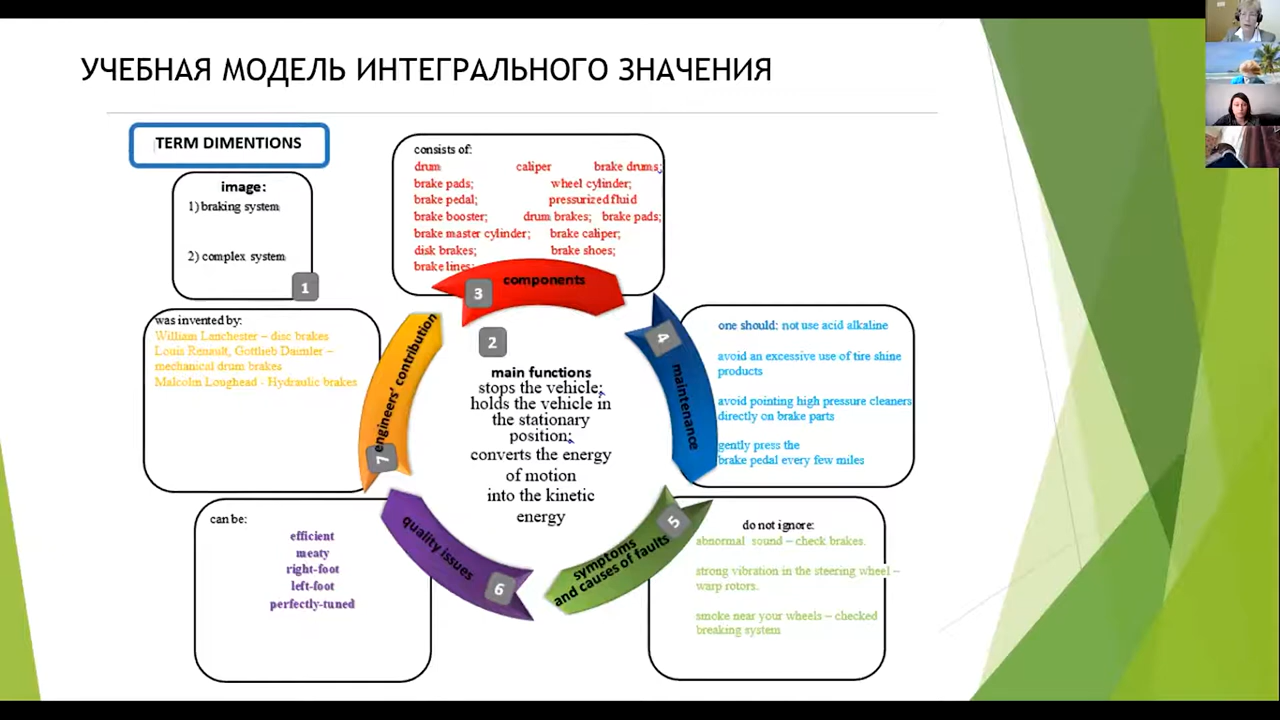 УЧЕБНАЯ МОДЕЛЬ ИНТЕГРАЛЬНОГО ЗНАЧЕНИЯ
TERM DIMENTIONS
image:
1) braking system
2) complex system
1
consists of:
drum caliper brake drums;
brake pads; wheel cylinder;
brake pedal; pressurized fluid
brake booster; drum brakes; brake pads;
brake master cylinder; brake caliper;
disk brakes; brake shoes;
brake lines;
3 components
2
main functions
stops the vehicle;
holds the vehicle in
the stationary
position;
converts the energy
of motion
into the kinetic
energy
4
maintenance
one should: not use acid alkaline
avoid an excessive use of tire shine
products
avoid pointing high pressure cleaners
directly on brake parts
gently press the
brake pedal every few miles
5
symptoms
and causes of faults
do not ignore:
abnormal sound – check brakes.
strong vibration in the steering wheel –
warp rotors.
smoke near your wheels – checked
breaking system
6
quality issues
can be:
efficient
meaty
right-foot
left-foot
perfectly-tuned
7
engineers' contribution
was invented by:
William Lanchester – disc brakes
Louis Renault, Gottlieb Daimler –
mechanical drum brakes
Malcolm Loughead - Hydraulic brakes